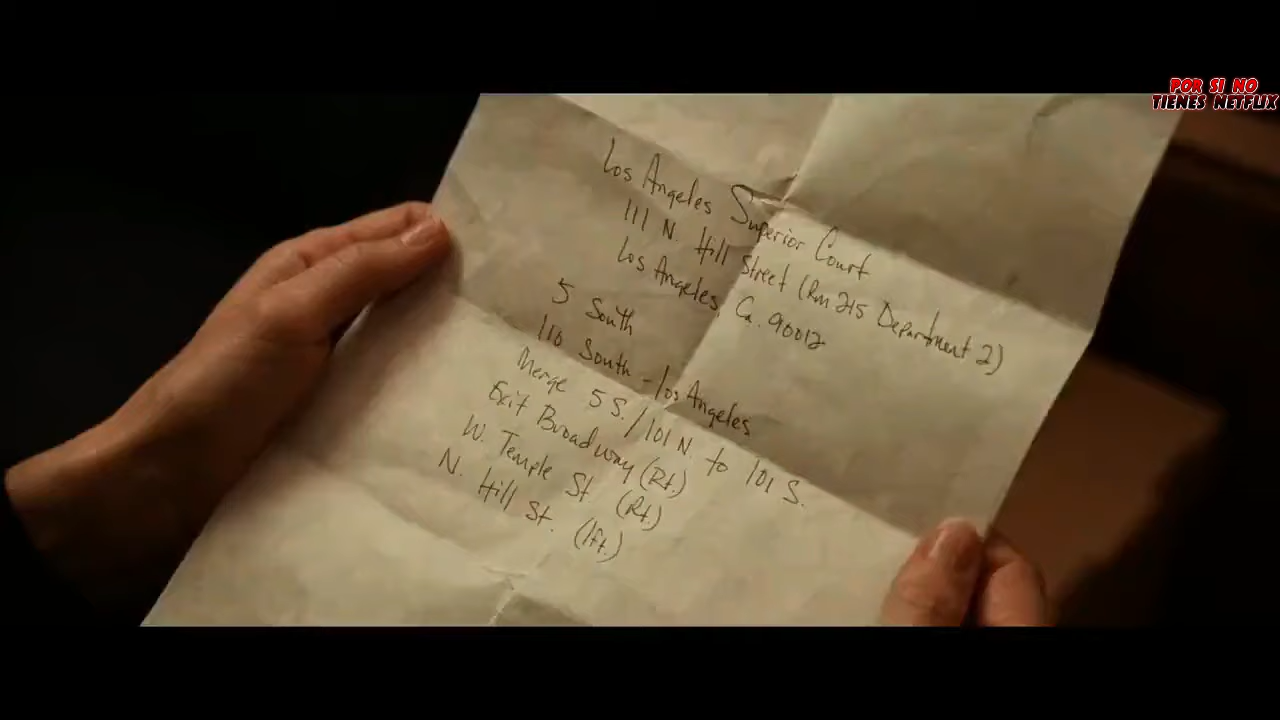 POR SI NO
TIENES NETFLIX
Los Angeles Superior Court
111 N. Hill Street (Rm 215 Department 2)
Los Angeles, Ca. 90012
5 South
110 South - Los Angeles
Merge 5 S. / 101 N. to 101 S.
Exit Broadway (Rt.)
W. Temple St (Rt.)
N. Hill St. (lft.)